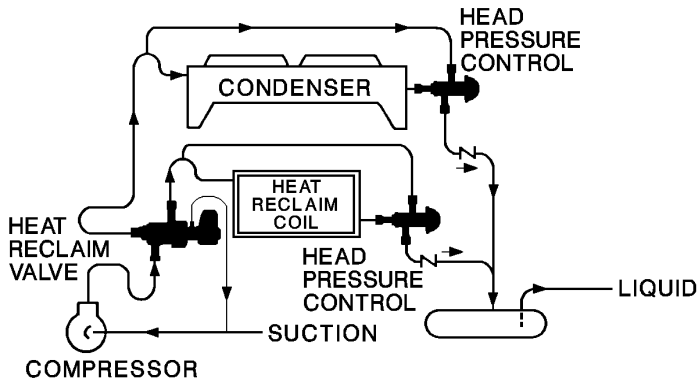 HEAD
PRESSURE
CONTROL
CONDENSER
HEAT
RECLAIM
COIL
HEAT
RECLAIM
VALVE
HEAD
PRESSURE
CONTROL
LIQUID
SUCTION
COMPRESSOR